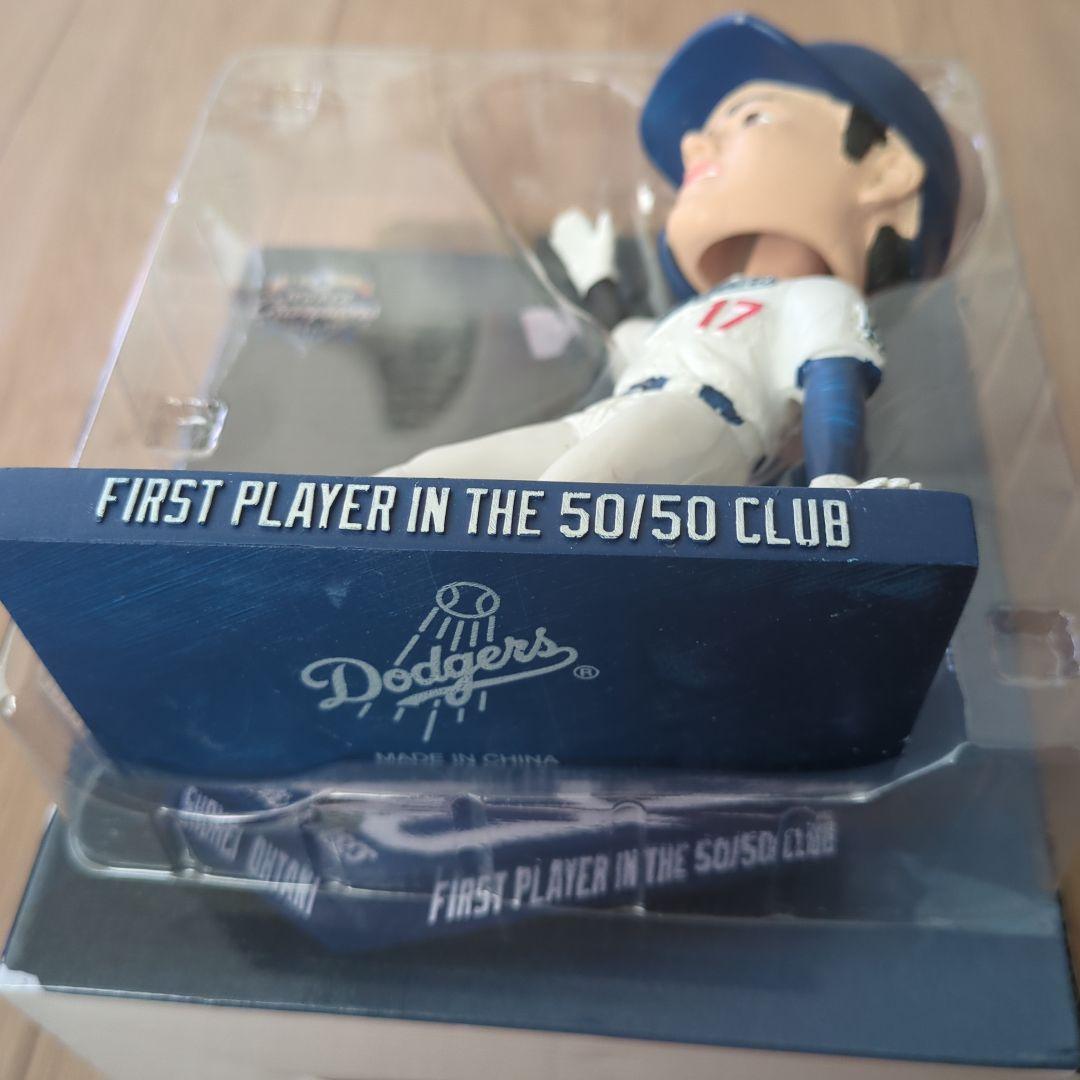 17
FIRST PLAYER IN THE 50/50 CLUB
Dodgers ®
MADE IN CHINA
SHOHEI OHTANI
FIRST PLAYER IN THE 50/50 CLUB